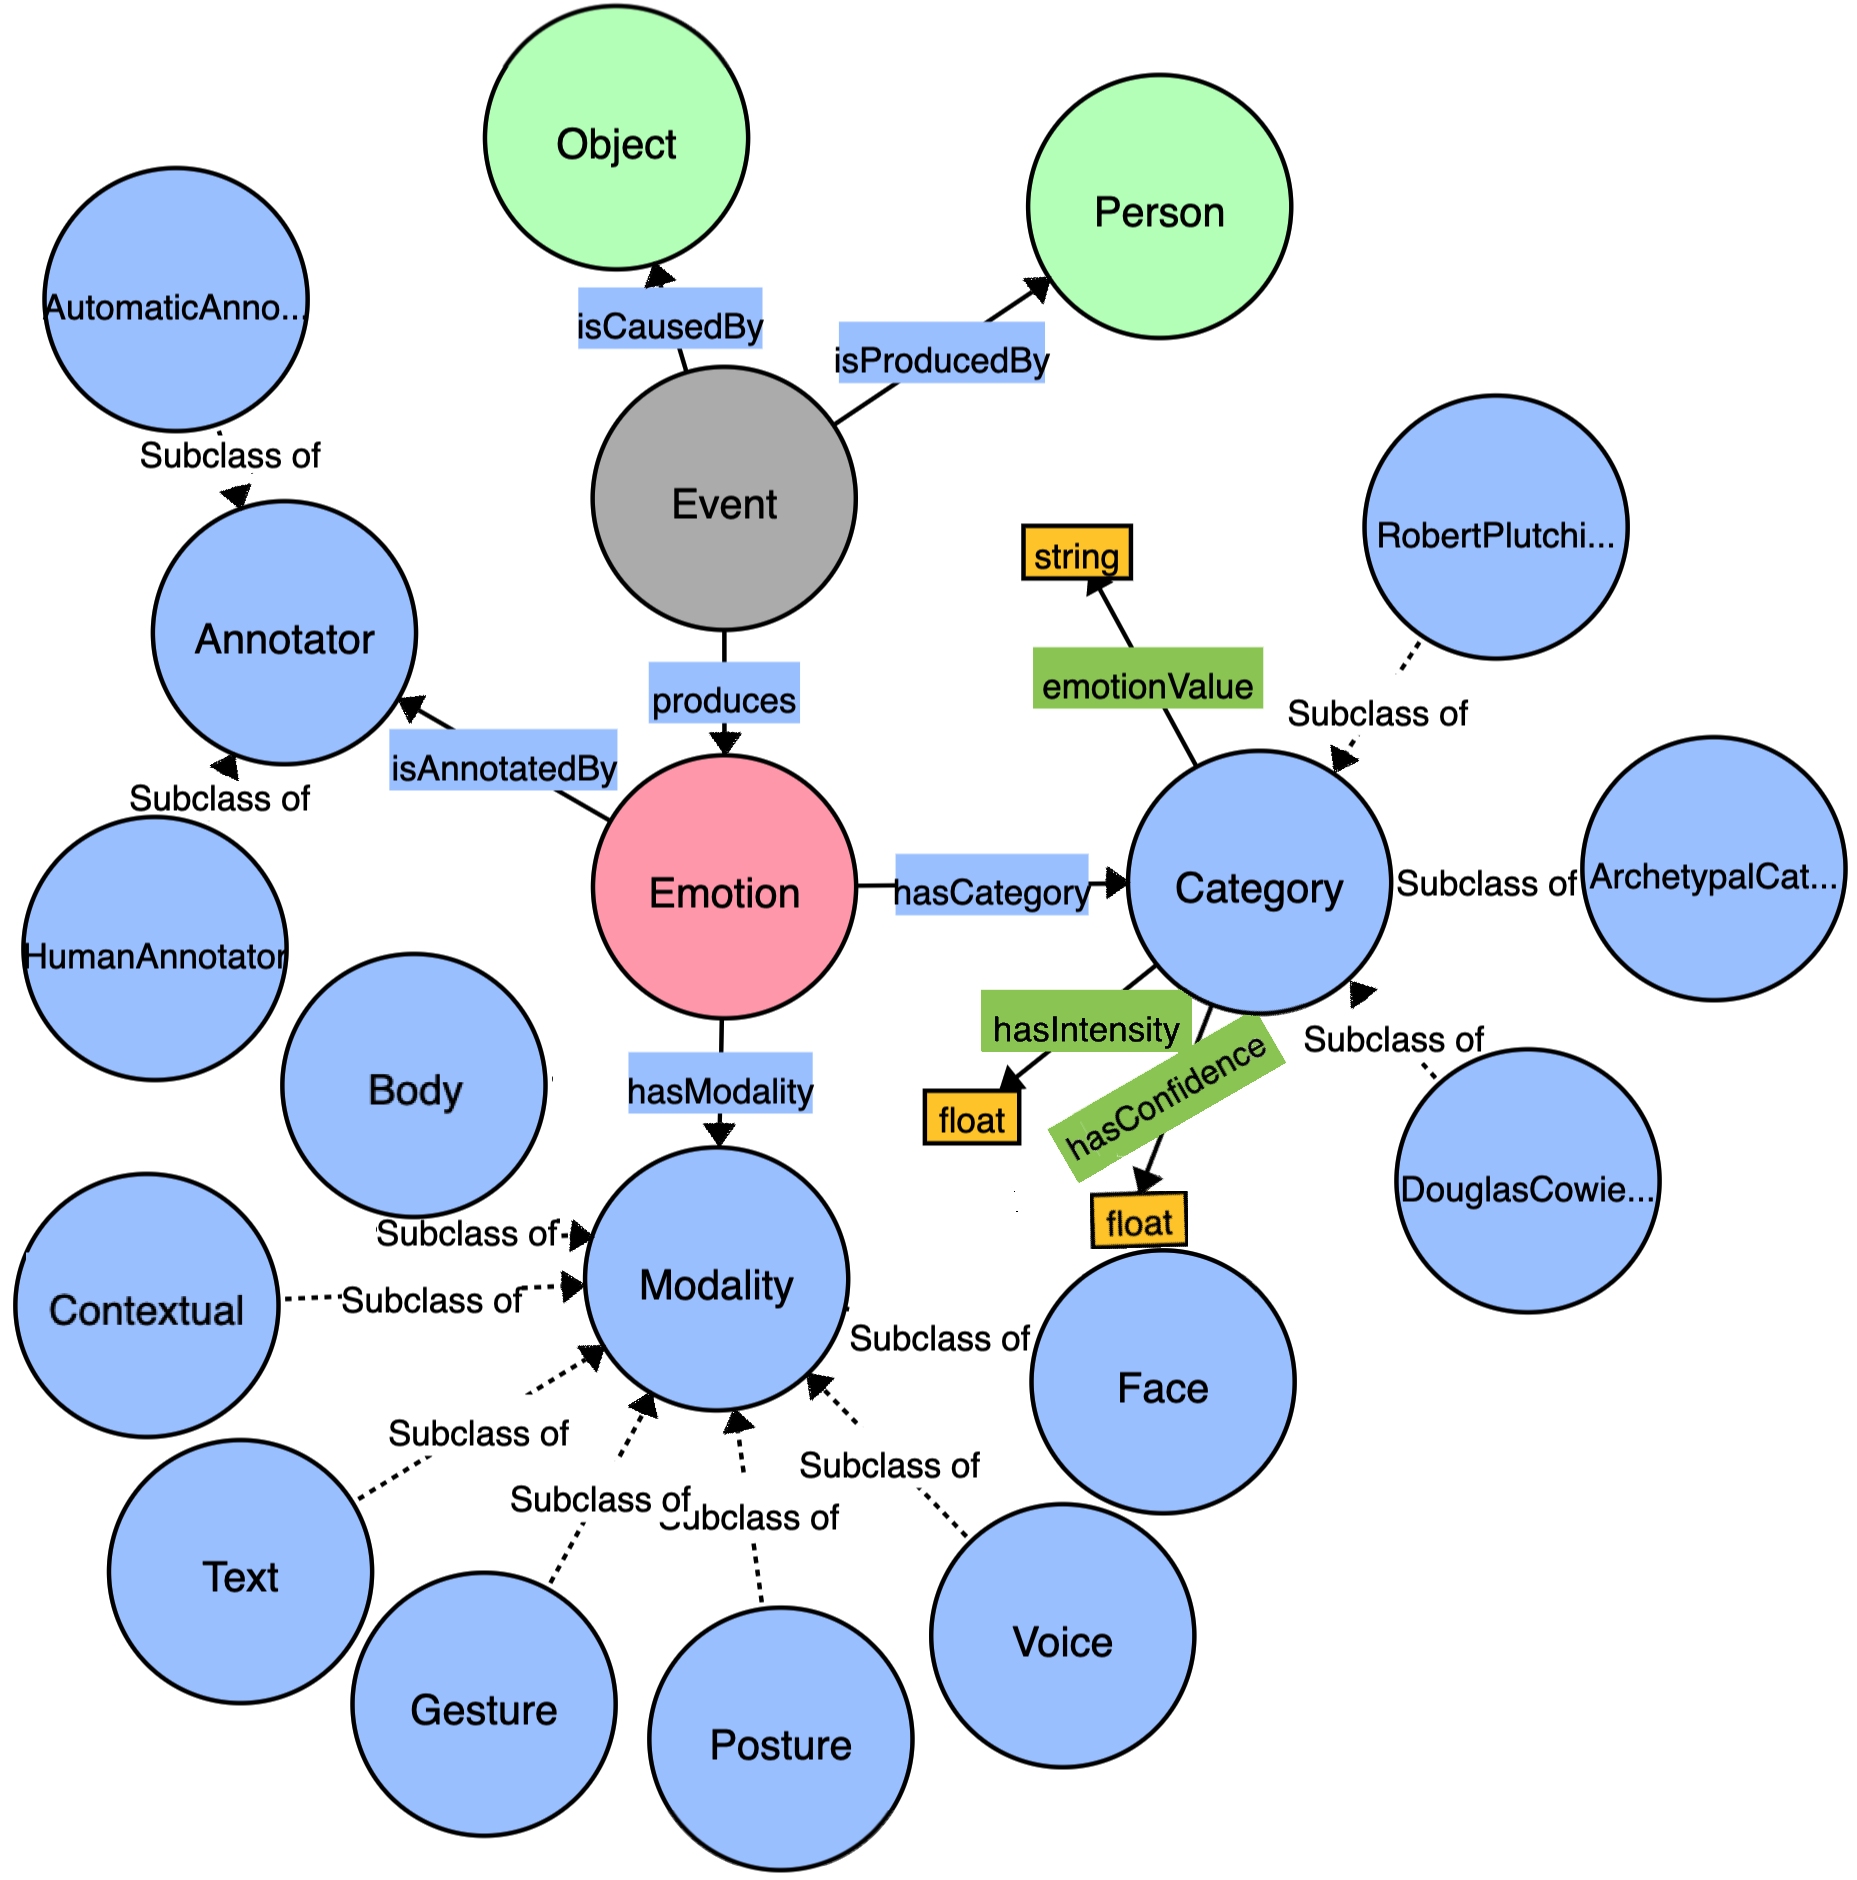 Object
Person
AutomaticAnno...
isCausedBy
isProducedBy
Subclass of
Event
RobertPlutchi...
string
Annotator
emotionValue
produces
Subclass of
isAnnotatedBy
Subclass of
Emotion
hasCategory
Category
Subclass of
ArchetypalCat...
HumanAnnotator
hasIntensity
Subclass of
hasConfidence
Body
hasModality
float
DouglasCowie...
float
Subclass of
Modality
Contextual
Subclass of
Subclass of
Face
Subclass of
Subclass of
Subclass of
Subclass of
Text
Voice
Gesture
Posture